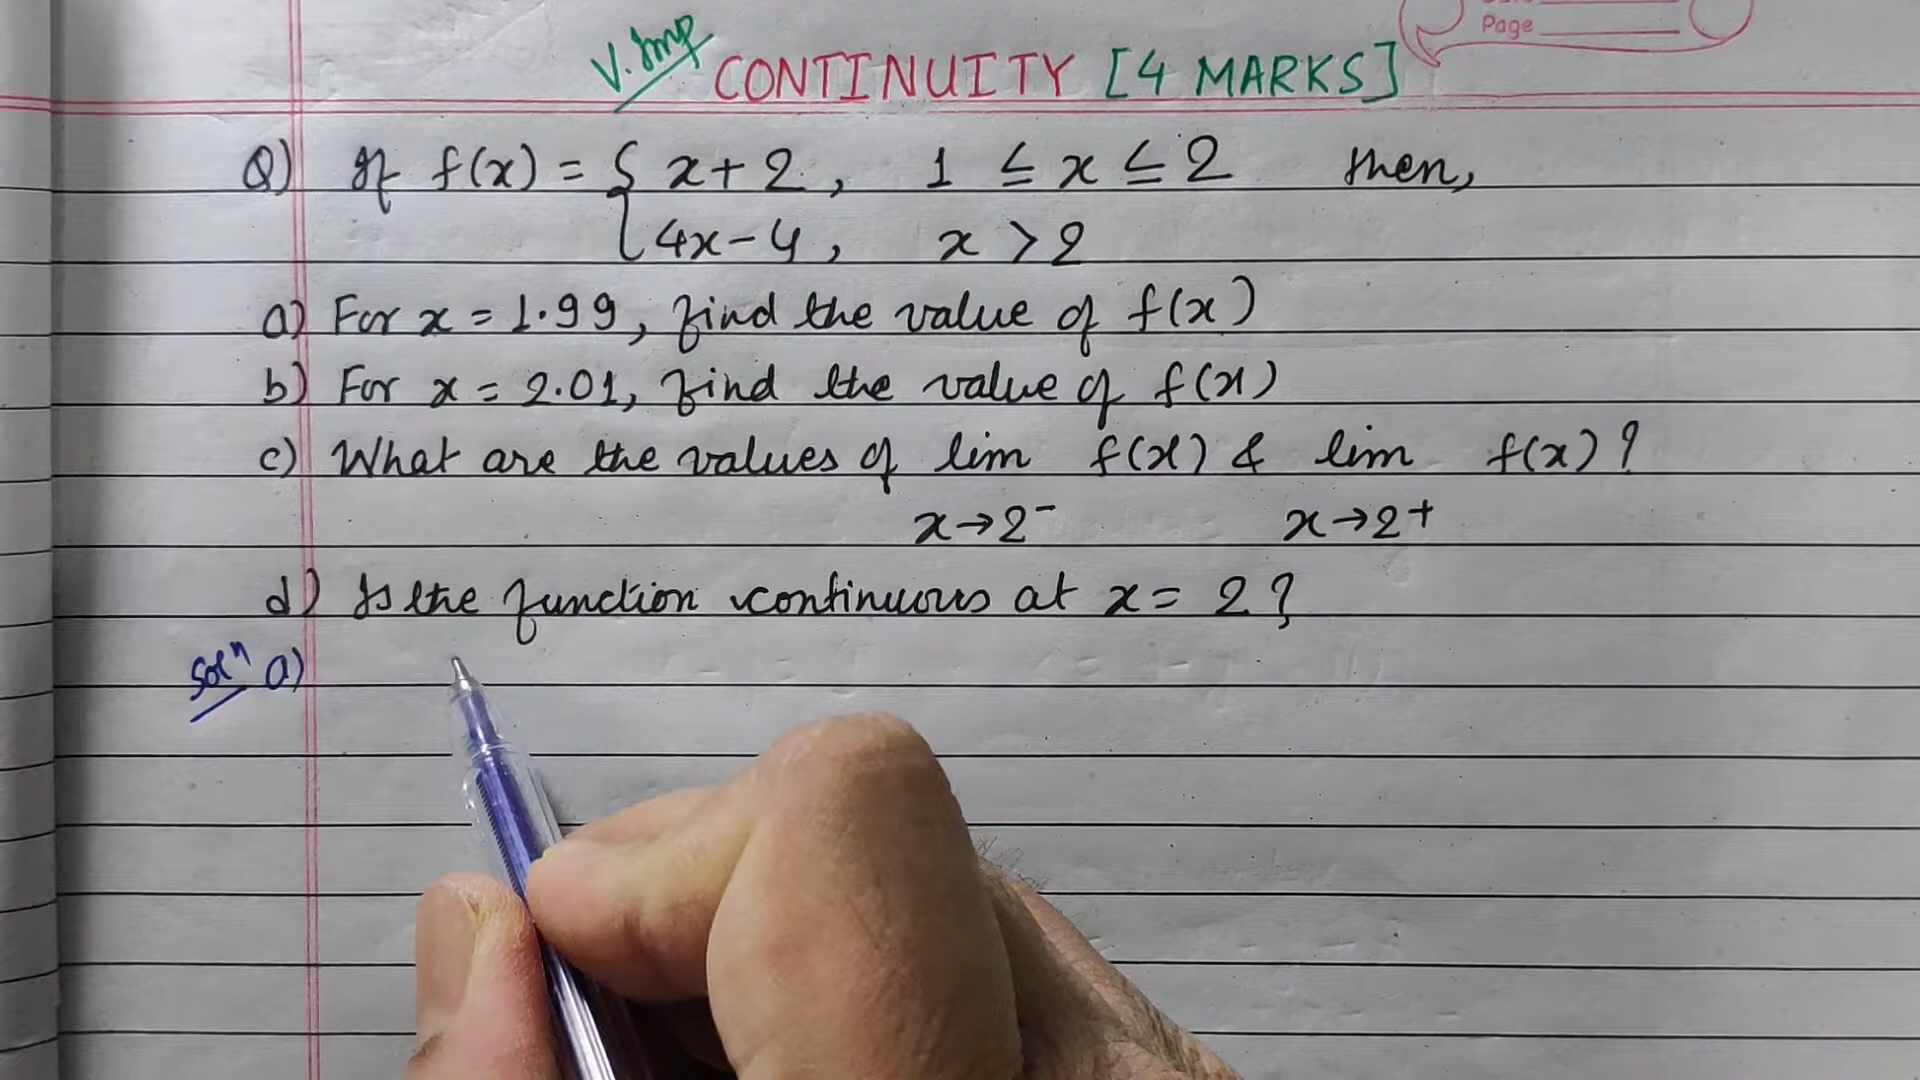 Page
V. Imp CONTINUITY [4 MARKS]
Q) If f(x) = { x + 2, 1 ≤ x ≤ 2 then,
4x - 4, x > 2
a) For x = 1.99, find the value of f(x)
b) For x = 2.01, find the value of f(x)
c) What are the values of lim f(x) & lim f(x)?
x→2⁻ x→2⁺
d) Is the function continuous at x = 2?
Solⁿ a)